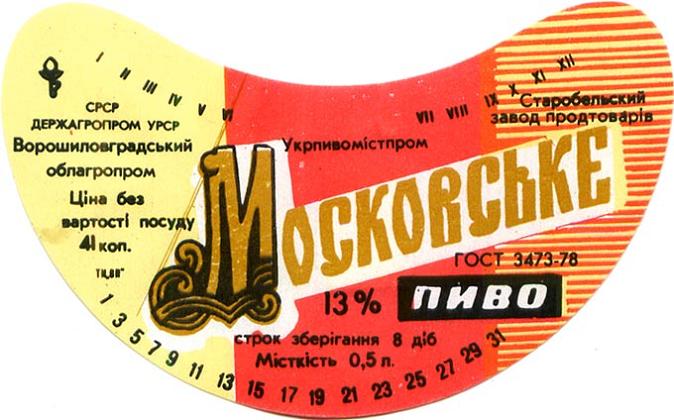 I II III IV V VI VII VIII IX X XI XII
СРСР
ДЕРЖАГРОПРОМ УРСР
Ворошиловградський
облагропром
Ціна без
вартості посуду
41 коп.
Укрпивомістпром
Старобельский
завод продтоварів
МОСКОВСЬКЕ
ГОСТ 3473-78
13% ПИВО
строк зберігання 8 діб
Місткість 0,5 л.
1 3 5 7 9 11 13 15 17 19 21 23 25 27 29 31